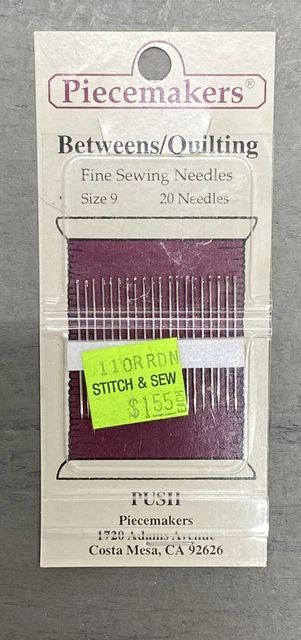 Piecemakers®
Betweens/Quilting
Fine Sewing Needles
Size 9 20 Needles
110RRDN
STITCH & SEW
$1.55 EACH
PUSH
Piecemakers
1720 Adams Avenue
Costa Mesa, CA 92626